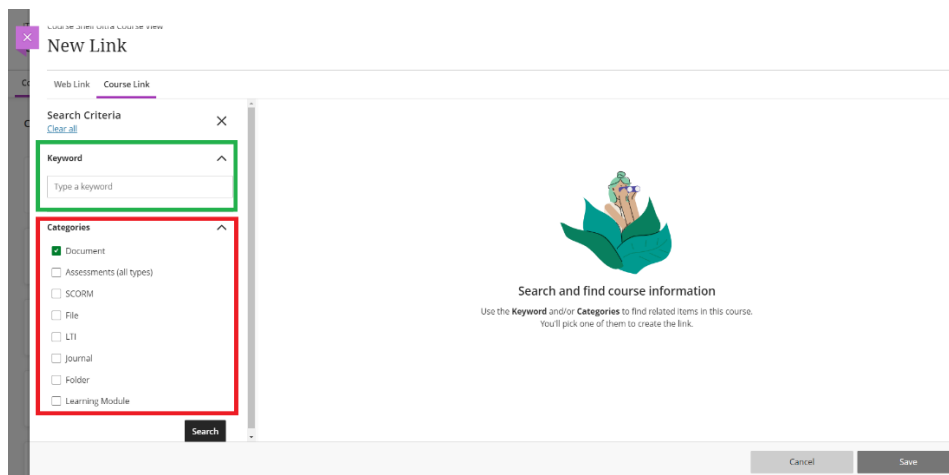 Course Shell Ultra Course View
New Link
Web Link Course Link
Search Criteria
Clear all
Keyword
Type a keyword
Categories
Document
Assessments (all types)
SCORM
File
LTI
Journal
Folder
Learning Module
Search
Search and find course information
Use the Keyword and/or Categories to find related items in this course.
You'll pick one of them to create the link.
Cancel Save